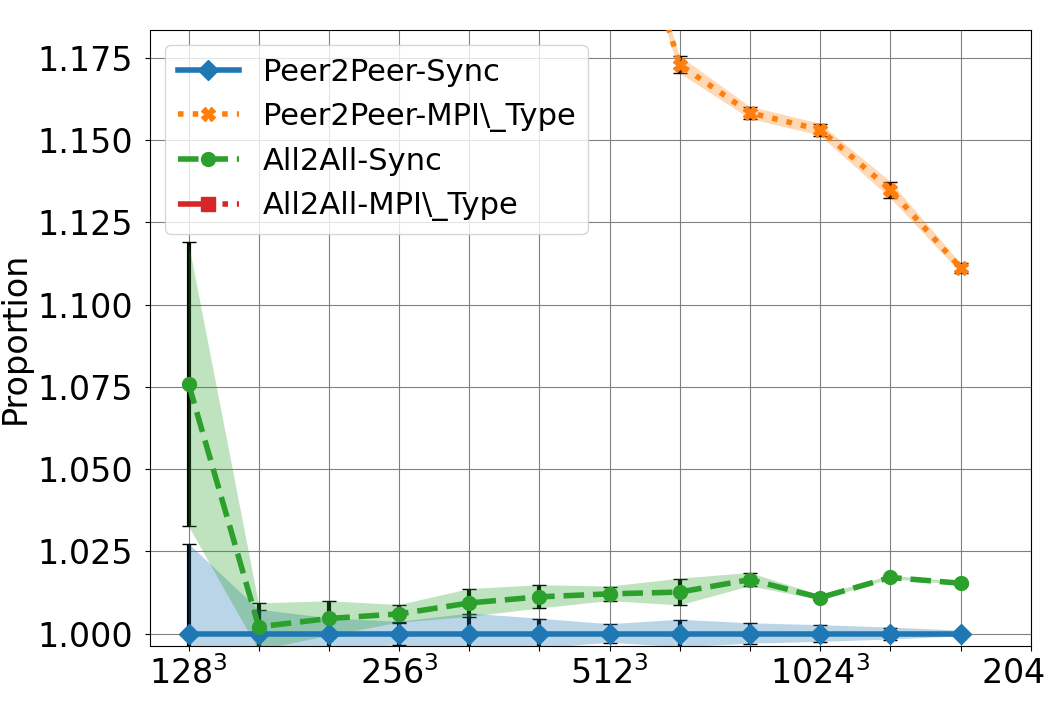 1.175
1.150
1.125
1.100
1.075
1.050
1.025
1.000
Proportion
Peer2Peer-Sync
Peer2Peer-MPI\_Type
All2All-Sync
All2All-MPI\_Type
128³ 256³ 512³ 1024³ 204